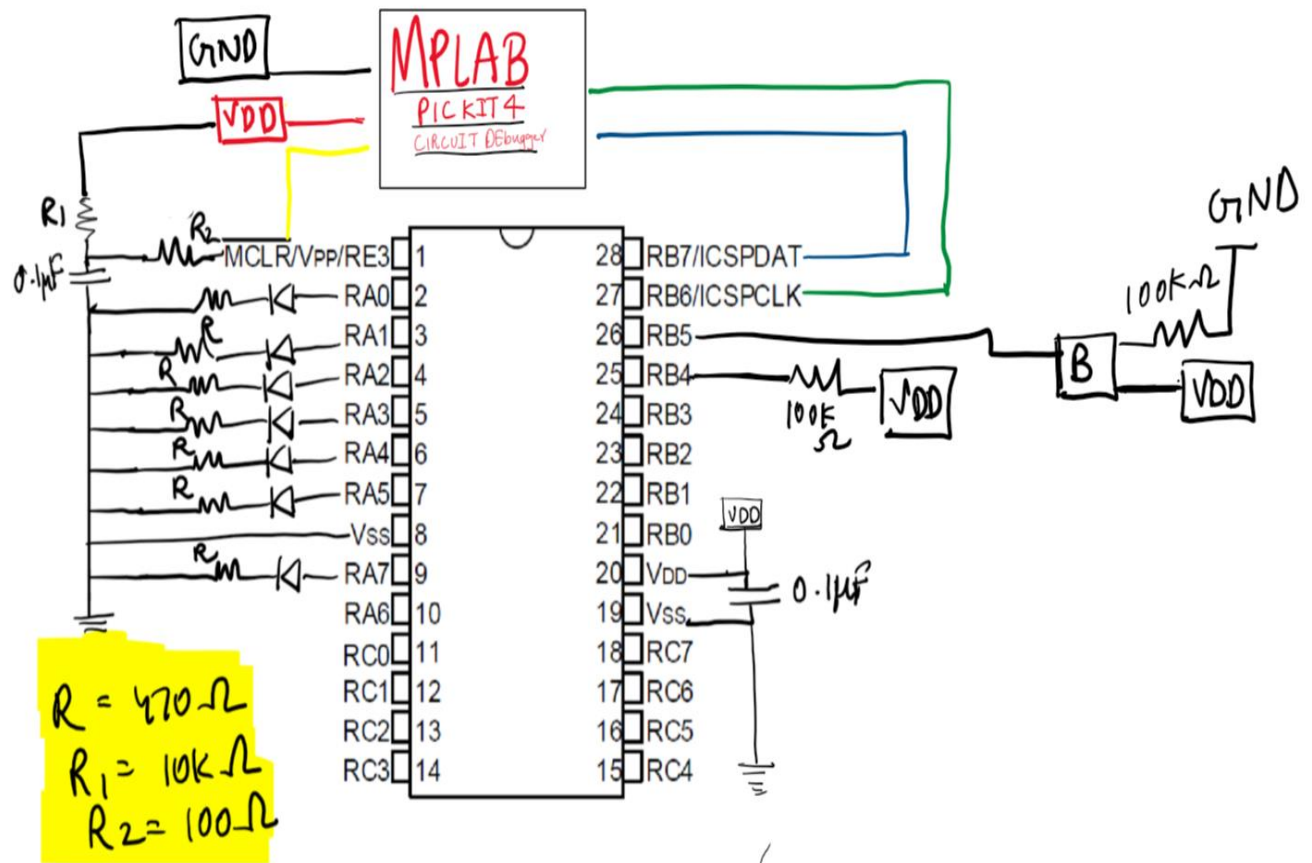 GND
MPLAB
PICKIT4
CIRCUIT DEbugger
VDD
R1
R2
0.1µF
MCLR/VPP/RE3 1
RA0 2
RA1 3
R
RA2 4
R
RA3 5
R
RA4 6
R
RA5 7
R
Vss 8
RA7 9
R
RA6 10
RC0 11
RC1 12
RC2 13
RC3 14
28 RB7/ICSPDAT
27 RB6/ICSPCLK
26 RB5
25 RB4
24 RB3
23 RB2
22 RB1
21 RB0
20 VDD
19 Vss
18 RC7
17 RC6
16 RC5
15 RC4
GND
100KΩ
B
VDD
100K
Ω
VDD
VDD
0.1µF
R = 470Ω
R1 = 10KΩ
R2 = 100Ω